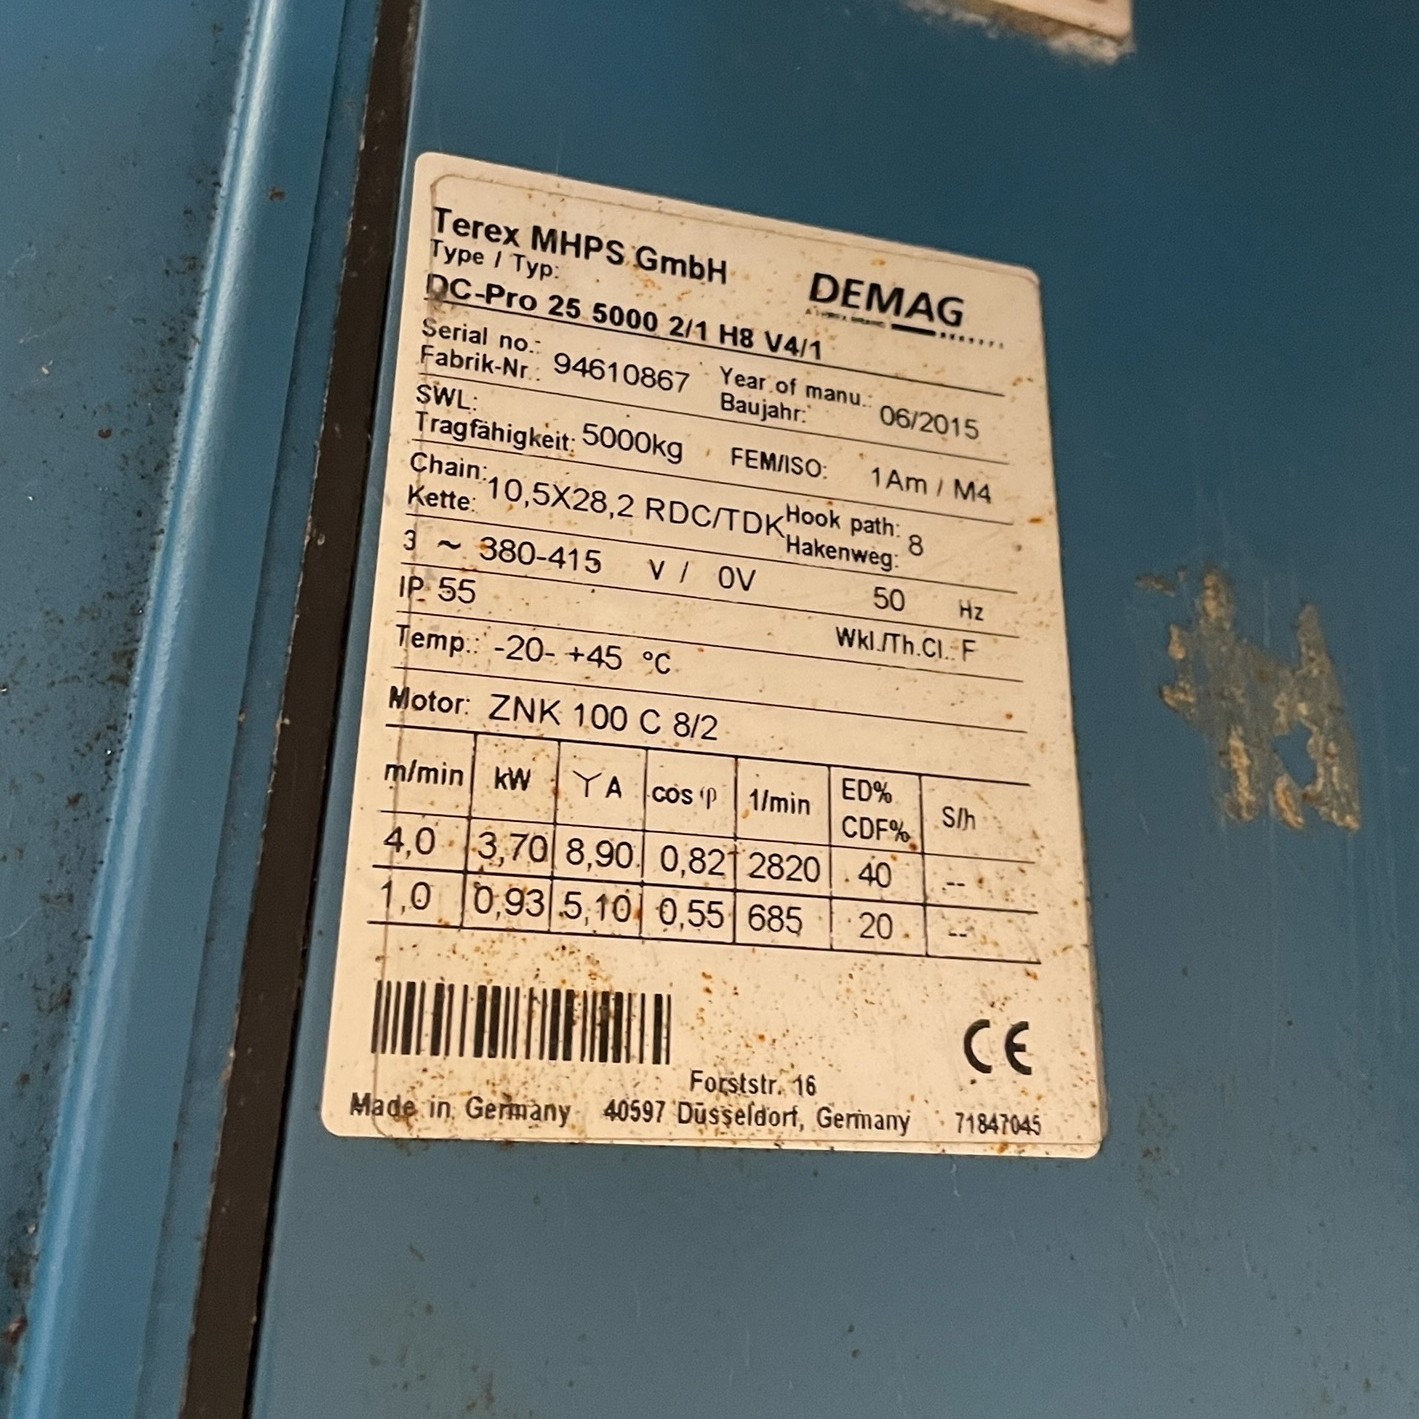 Terex MHPS GmbH
DEMAG
Type / Typ:
DC-Pro 25 5000 2/1 H8 V4/1
Serial no.:
Fabrik-Nr.: 94610867
Year of manu.:
Baujahr: 06/2015
SWL:
Tragfähigkeit: 5000kg FEM/ISO: 1Am / M4
Chain:
Kette: 10,5X28,2 RDC/TDK
Hook path:
Hakenweg: 8
3 ~ 380-415 V / 0V 50 Hz
IP 55 Wkl./Th.Cl. F
Temp.: -20- +45 °C
Motor: ZNK 100 C 8/2
m/min kW Y A cos φ 1/min ED% CDF% S/h
4,0 3,70 8,90 0,82 2820 40 --
1,0 0,93 5,10 0,55 685 20 --
CE
Forststr. 16
Made in Germany 40597 Düsseldorf, Germany 71847045